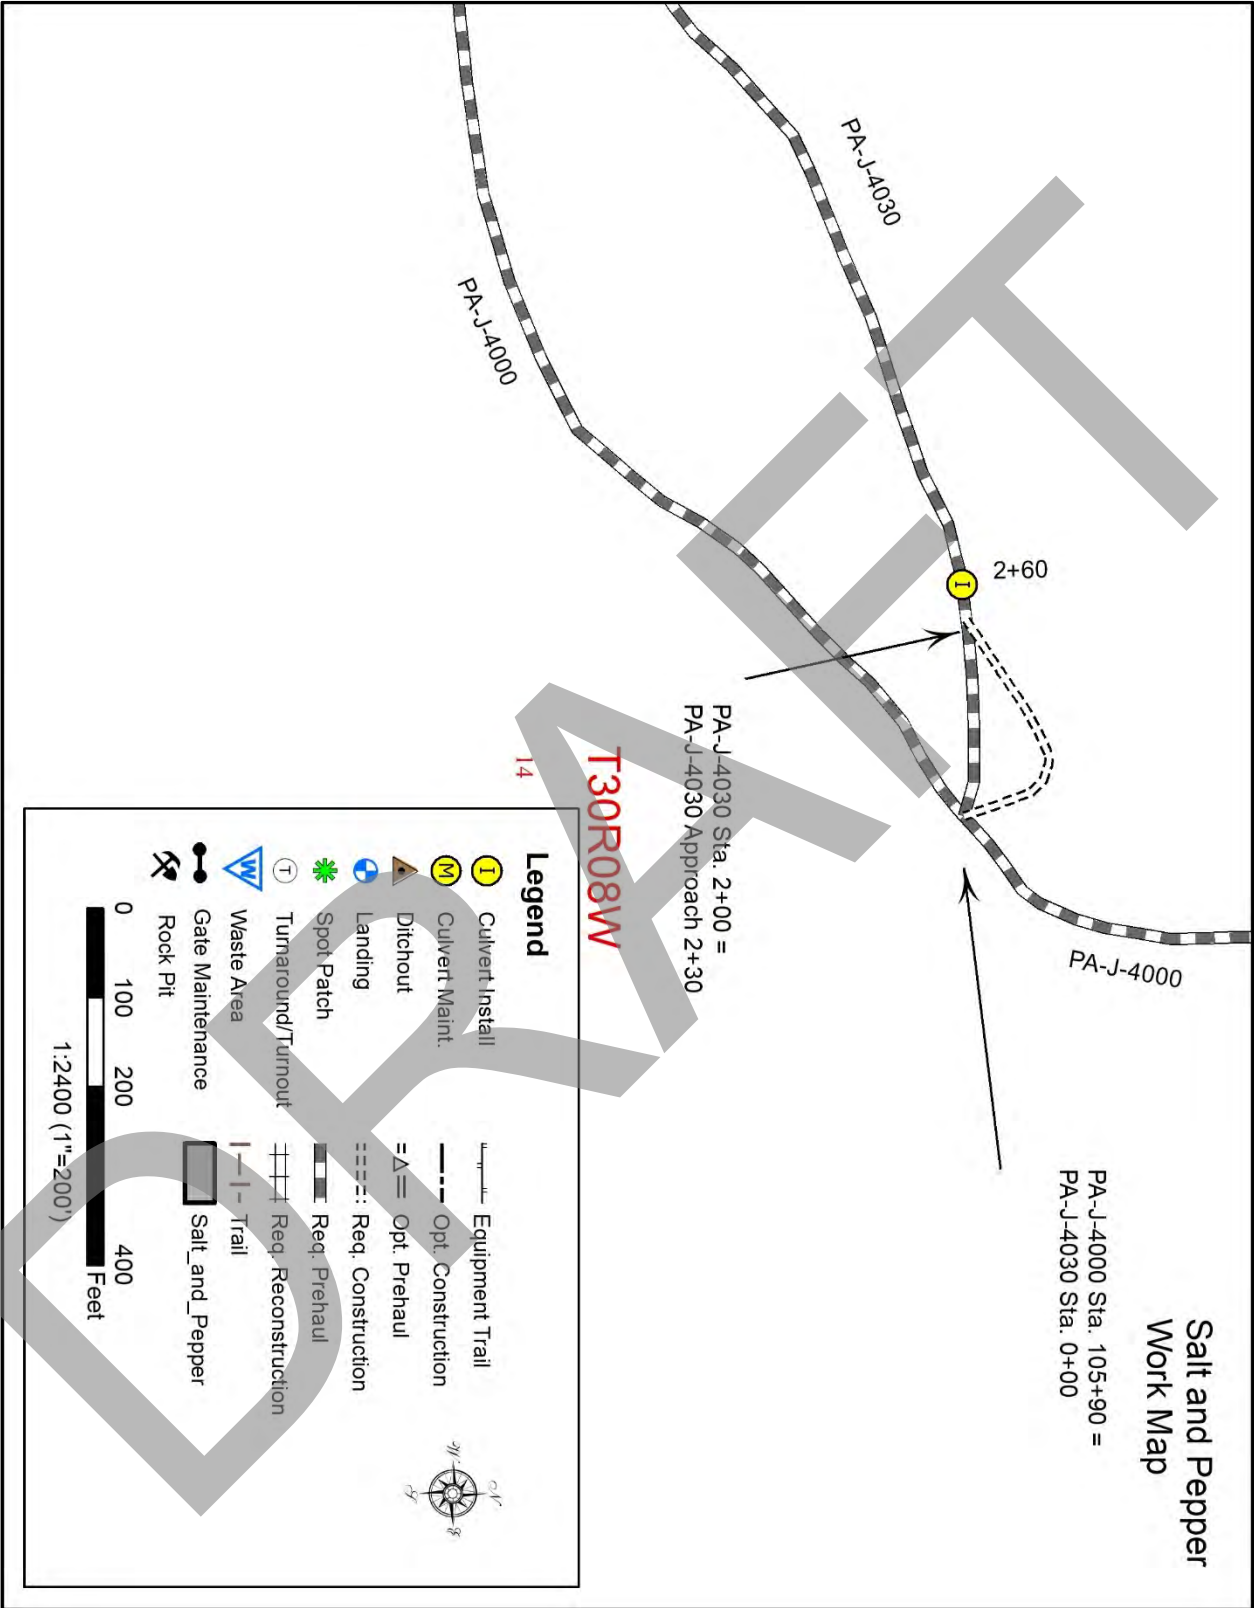 Salt and Pepper
Work Map
PA-J-4000 Sta. 105+90 =
PA-J-4030 Sta. 0+00
PA-J-4000
2+60
PA-J-4030
PA-J-4000
PA-J-4030 Sta. 2+00 =
PA-J-4030 Approach 2+30
T30R08W
14
Legend
I Culvert Install
M Culvert Maint.
Ditchout
Landing
Spot Patch
T Turnaround/Turnout
W Waste Area
Gate Maintenance
Rock Pit
Equipment Trail
Opt. Construction
Opt. Prehaul
Req. Construction
Req. Prehaul
Req. Reconstruction
Trail
Salt_and_Pepper
N
W
E
S
0 100 200 400
Feet
1:2400 (1"=200')
I
DRAFT